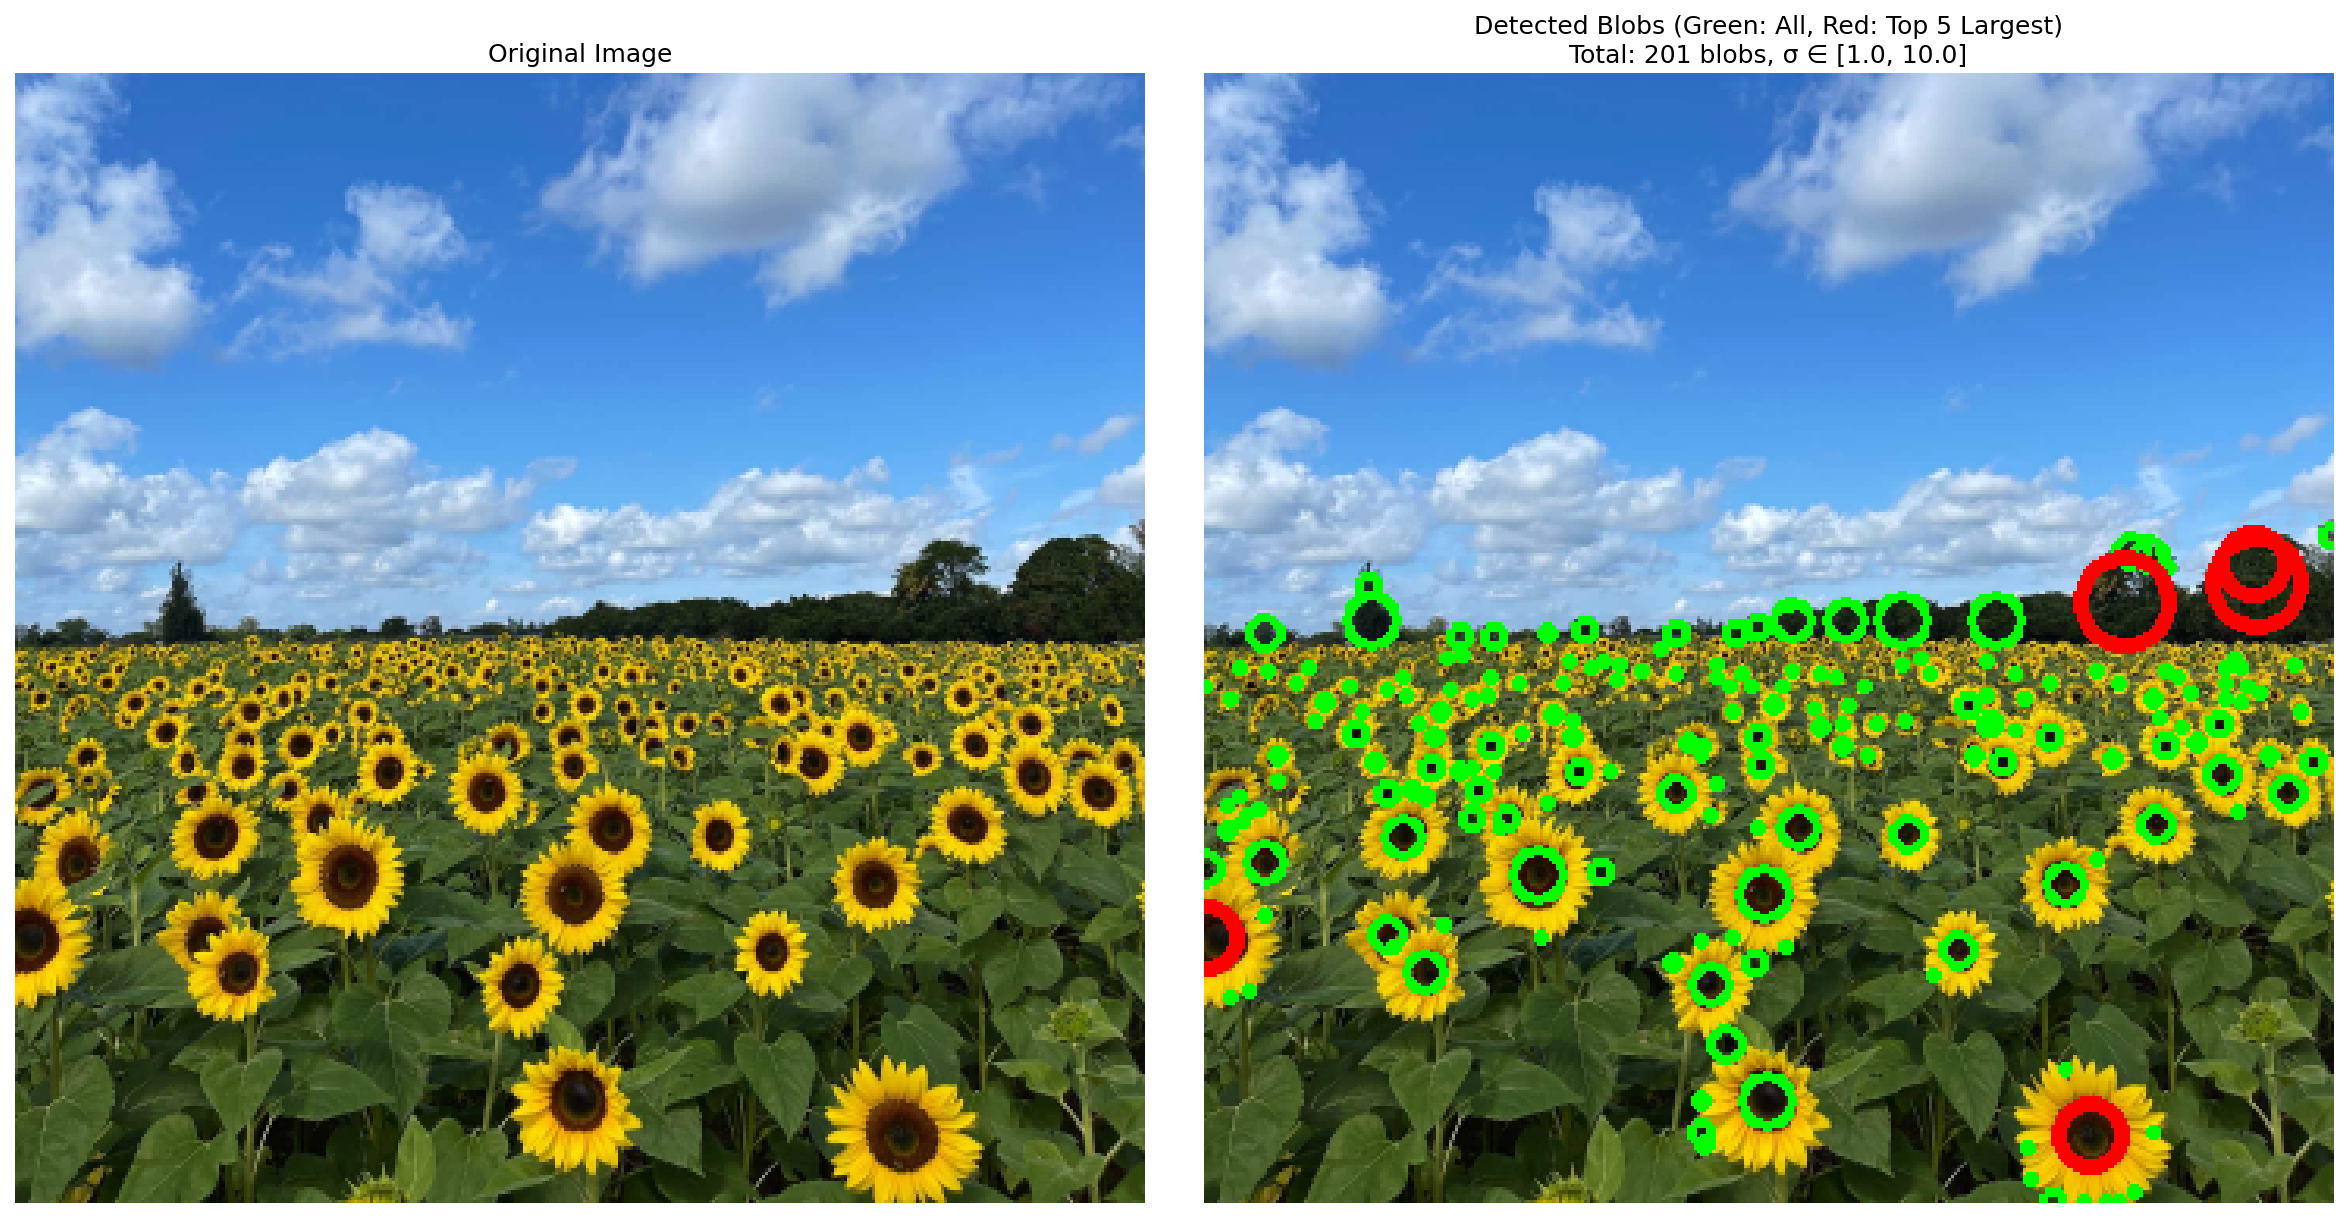 Original Image
Detected Blobs (Green: All, Red: Top 5 Largest)
Total: 201 blobs, σ ∈ [1.0, 10.0]